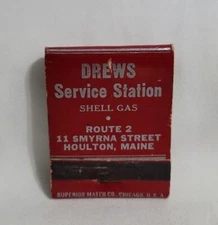 DREWS
Service Station
SHELL GAS
•
ROUTE 2
11 SMYRNA STREET
HOULTON, MAINE
SUPERIOR MATCH CO., CHICAGO U.S.A.